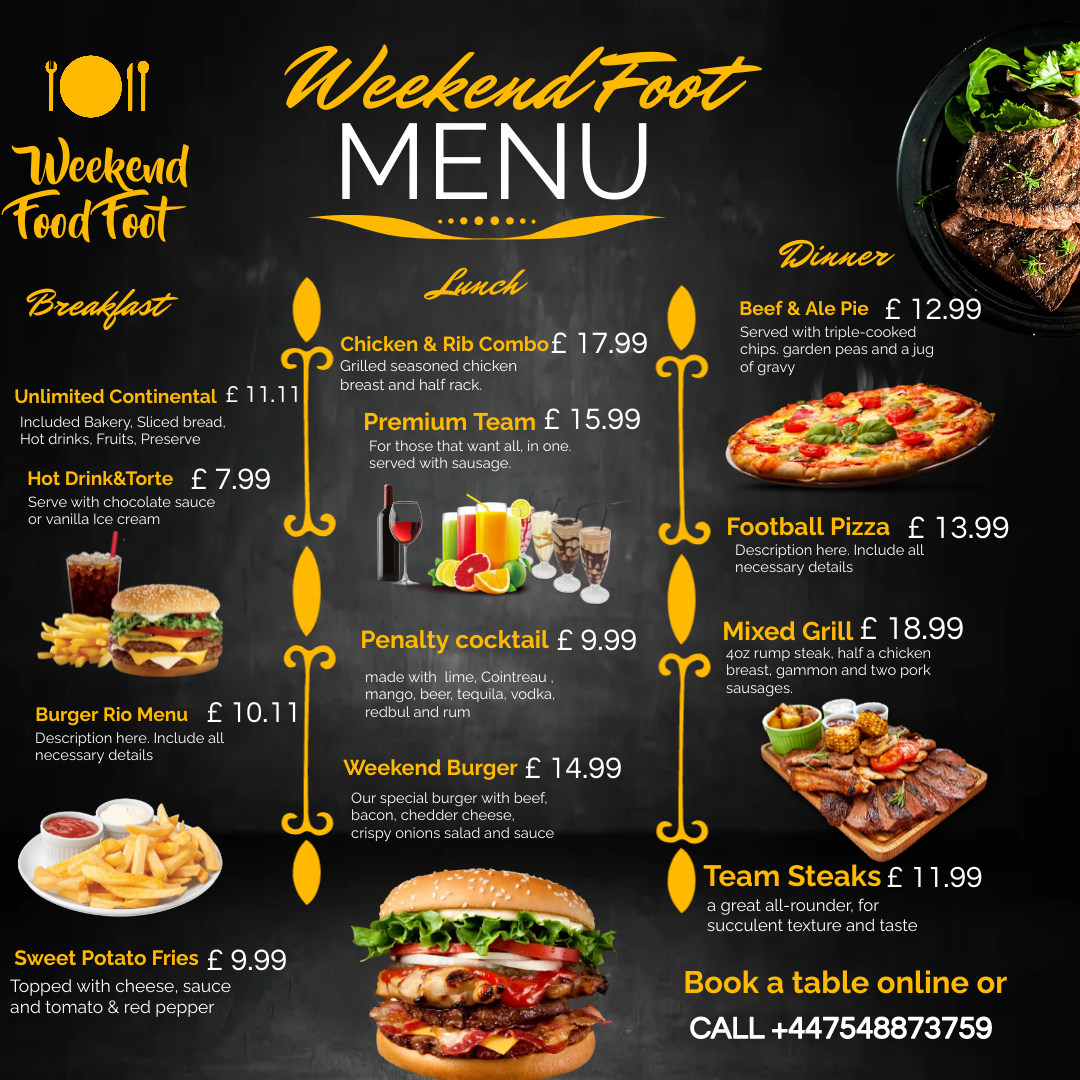 Weekend
Food Foot
Weekend Foot
MENU
Breakfast
Unlimited Continental £ 11.11
Included Bakery, Sliced bread,
Hot drinks, Fruits, Preserve
Hot Drink&Torte £ 7.99
Serve with chocolate sauce
or vanilla Ice cream
Burger Rio Menu £ 10.11
Description here. Include all
necessary details
Sweet Potato Fries £ 9.99
Topped with cheese, sauce
and tomato & red pepper
Lunch
Chicken & Rib Combo £ 17.99
Grilled seasoned chicken
breast and half rack.
Premium Team £ 15.99
For those that want all, in one.
served with sausage.
Penalty cocktail £ 9.99
made with lime, Cointreau ,
mango, beer, tequila, vodka,
redbul and rum
Weekend Burger £ 14.99
Our special burger with beef,
bacon, chedder cheese,
crispy onions salad and sauce
Dinner
Beef & Ale Pie £ 12.99
Served with triple-cooked
chips. garden peas and a jug
of gravy
Football Pizza £ 13.99
Description here. Include all
necessary details
Mixed Grill £ 18.99
4oz rump steak, half a chicken
breast, gammon and two pork
sausages.
Team Steaks £ 11.99
a great all-rounder, for
succulent texture and taste
Book a table online or
CALL +447548873759